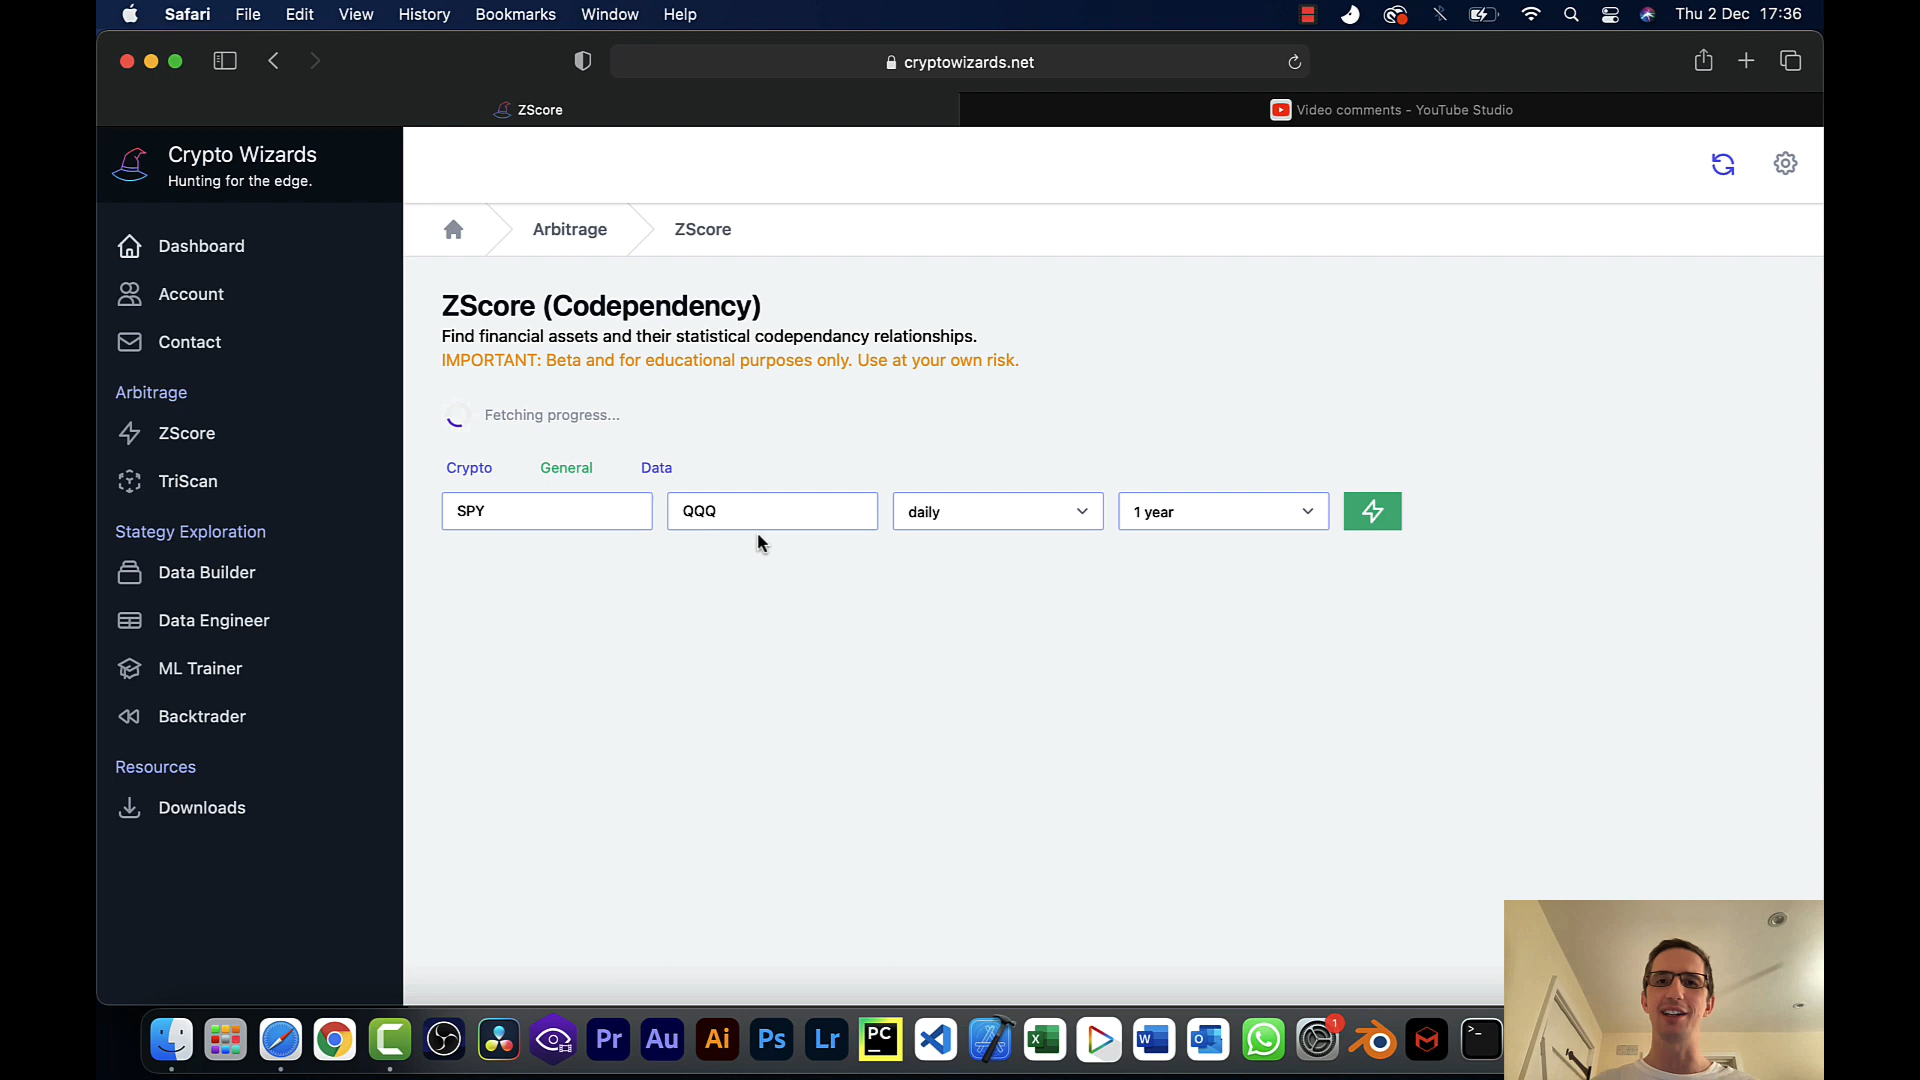 Safari File Edit View History Bookmarks Window Help Thu 2 Dec 17:36
cryptowizards.net
ZScore
Video comments - YouTube Studio
Crypto Wizards
Hunting for the edge.
Dashboard
Account
Contact
Arbitrage
ZScore
TriScan
Stategy Exploration
Data Builder
Data Engineer
ML Trainer
Backtrader
Resources
Downloads
Arbitrage
ZScore
ZScore (Codependency)
Find financial assets and their statistical codependancy relationships.
IMPORTANT: Beta and for educational purposes only. Use at your own risk.
Fetching progress...
Crypto General Data
SPY QQQ daily 1 year
Pr Au Ai Ps Lr PC X W O 1